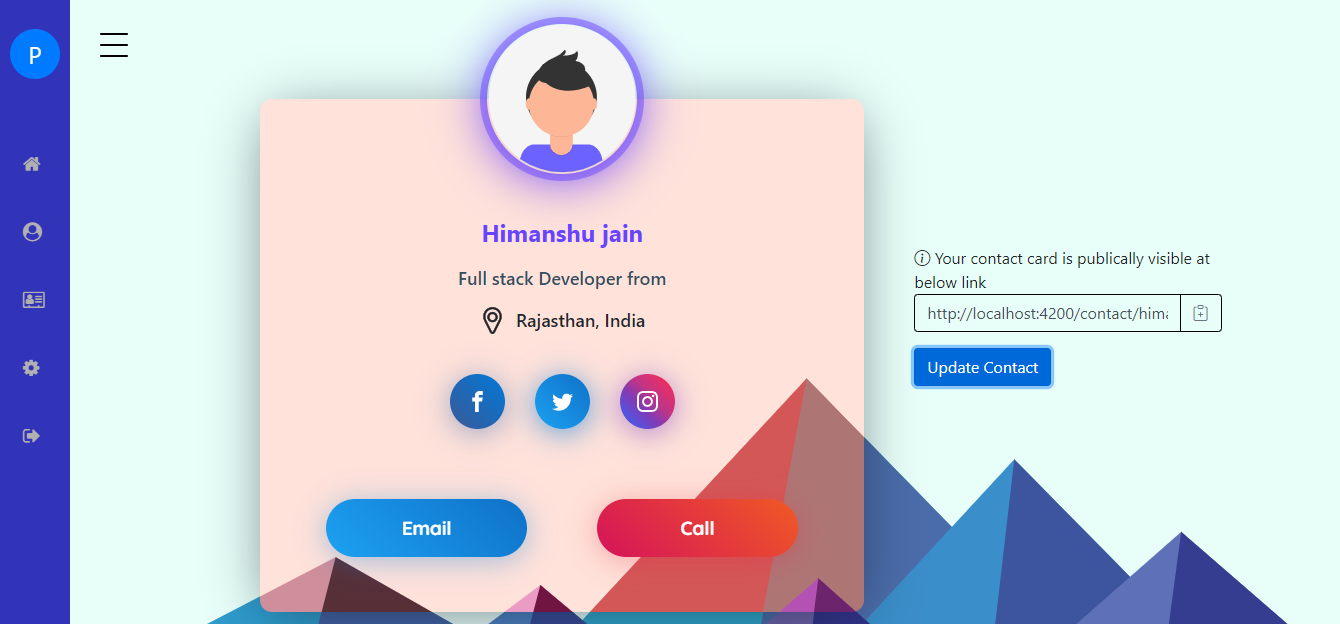 P
Himanshu jain
Full stack Developer from
Rajasthan, India
Your contact card is publically visible at
below link
http://localhost:4200/contact/hima
Update Contact
Email
Call